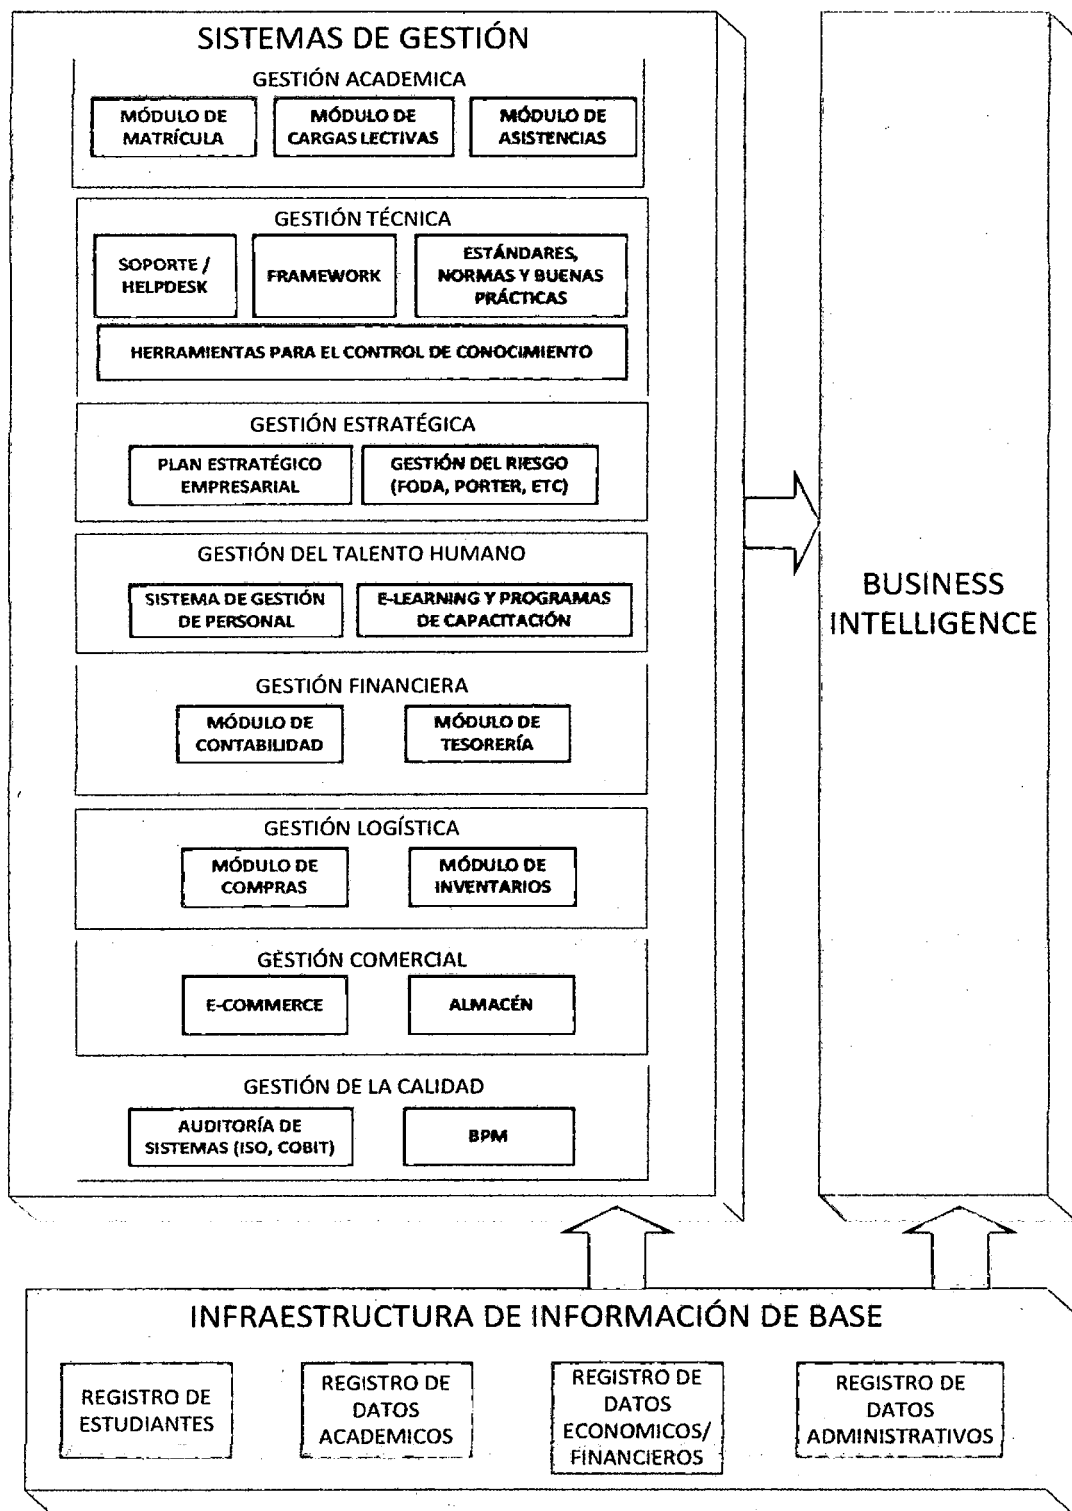 SISTEMAS DE GESTIÓN
GESTIÓN ACADEMICA
MÓDULO DE
MATRÍCULA
MÓDULO DE
CARGAS LECTIVAS
MÓDULO DE
ASISTENCIAS
GESTIÓN TÉCNICA
SOPORTE /
HELPDESK
FRAMEWORK
ESTÁNDARES,
NORMAS Y BUENAS
PRÁCTICAS
HERRAMIENTAS PARA EL CONTROL DE CONOCIMIENTO
GESTIÓN ESTRATÉGICA
PLAN ESTRATÉGICO
EMPRESARIAL
GESTIÓN DEL RIESGO
(FODA, PORTER, ETC)
GESTIÓN DEL TALENTO HUMANO
SISTEMA DE GESTIÓN
DE PERSONAL
E-LEARNING Y PROGRAMAS
DE CAPACITACIÓN
GESTIÓN FINANCIERA
MÓDULO DE
CONTABILIDAD
MÓDULO DE
TESORERÍA
GESTIÓN LOGÍSTICA
MÓDULO DE
COMPRAS
MÓDULO DE
INVENTARIOS
GESTIÓN COMERCIAL
E-COMMERCE
ALMACÉN
GESTIÓN DE LA CALIDAD
AUDITORÍA DE
SISTEMAS (ISO, COBIT)
BPM
BUSINESS
INTELLIGENCE
INFRAESTRUCTURA DE INFORMACIÓN DE BASE
REGISTRO DE
ESTUDIANTES
REGISTRO DE
DATOS
ACADEMICOS
REGISTRO DE
DATOS
ECONOMICOS/
FINANCIEROS
REGISTRO DE
DATOS
ADMINISTRATIVOS